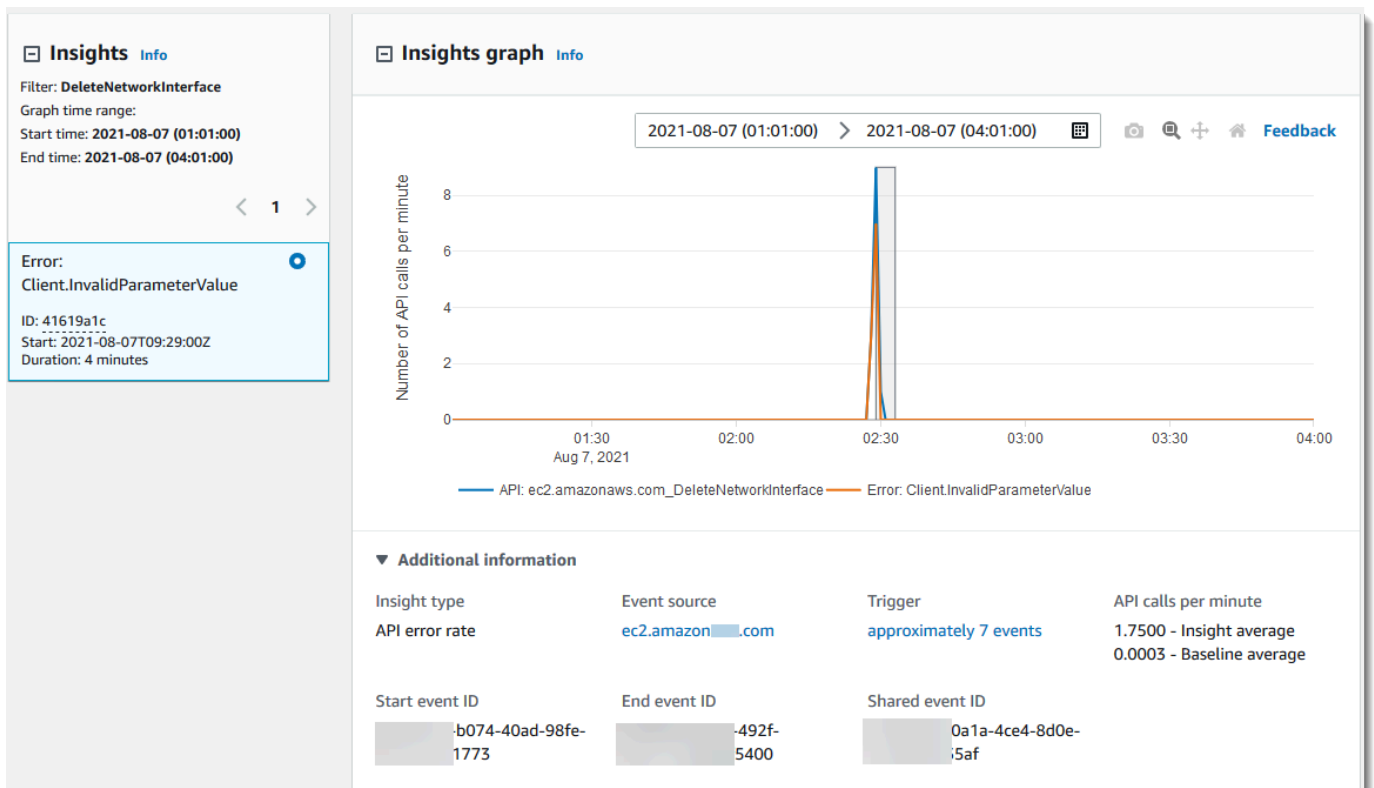 Insights Info
Filter: DeleteNetworkInterface
Graph time range:
Start time: 2021-08-07 (01:01:00)
End time: 2021-08-07 (04:01:00)
1
Error:
Client.InvalidParameterValue
ID: 41619a1c
Start: 2021-08-07T09:29:00Z
Duration: 4 minutes
Insights graph Info
2021-08-07 (01:01:00) 2021-08-07 (04:01:00)
Feedback
Number of API calls per minute
8
6
4
2
0
01:30 02:00 02:30 03:00 03:30 04:00
Aug 7, 2021
API: ec2.amazonaws.com_DeleteNetworkInterface Error: Client.InvalidParameterValue
Additional information
Insight type Event source Trigger API calls per minute
API error rate ec2.amazon .com approximately 7 events 1.7500 - Insight average
0.0003 - Baseline average
Start event ID End event ID Shared event ID
b074-40ad-98fe- -492f- 0a1a-4ce4-8d0e-
1773 5400 5af